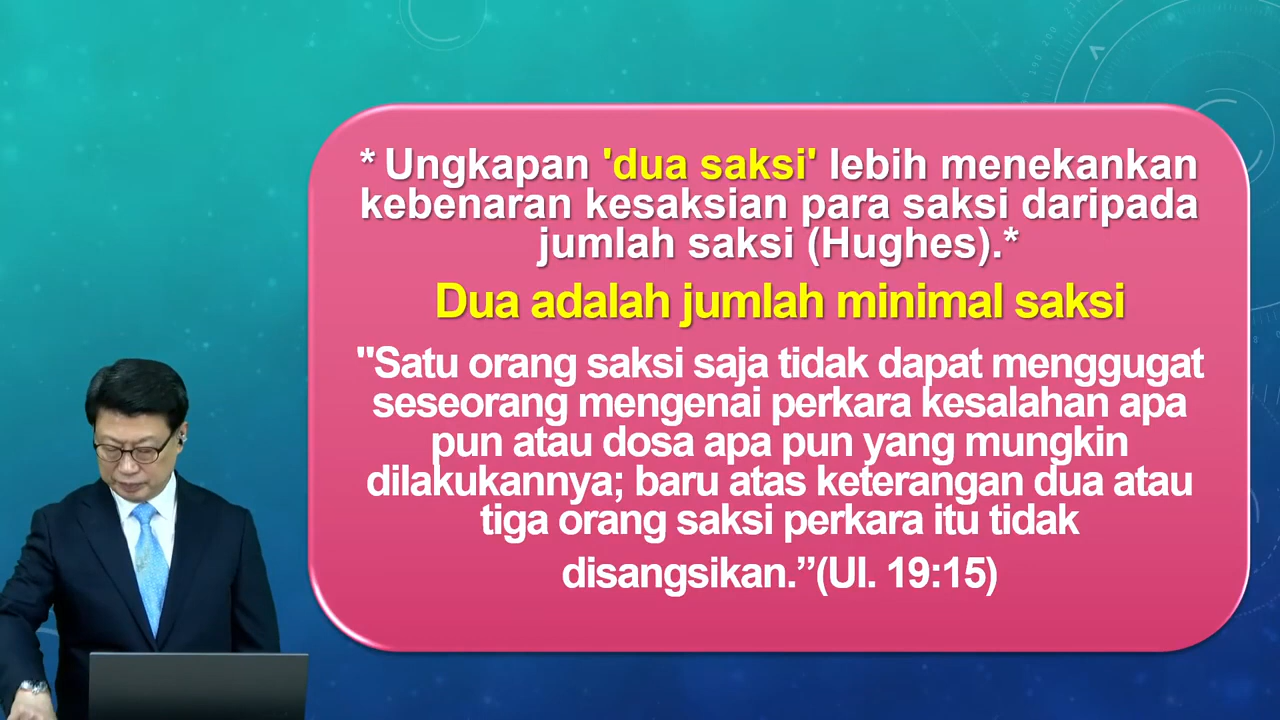 * Ungkapan 'dua saksi' lebih menekankan
kebenaran kesaksian para saksi daripada
jumlah saksi (Hughes).*
Dua adalah jumlah minimal saksi
"Satu orang saksi saja tidak dapat menggugat
seseorang mengenai perkara kesalahan apa
pun atau dosa apa pun yang mungkin
dilakukannya; baru atas keterangan dua atau
tiga orang saksi perkara itu tidak
disangsikan.”(Ul. 19:15)